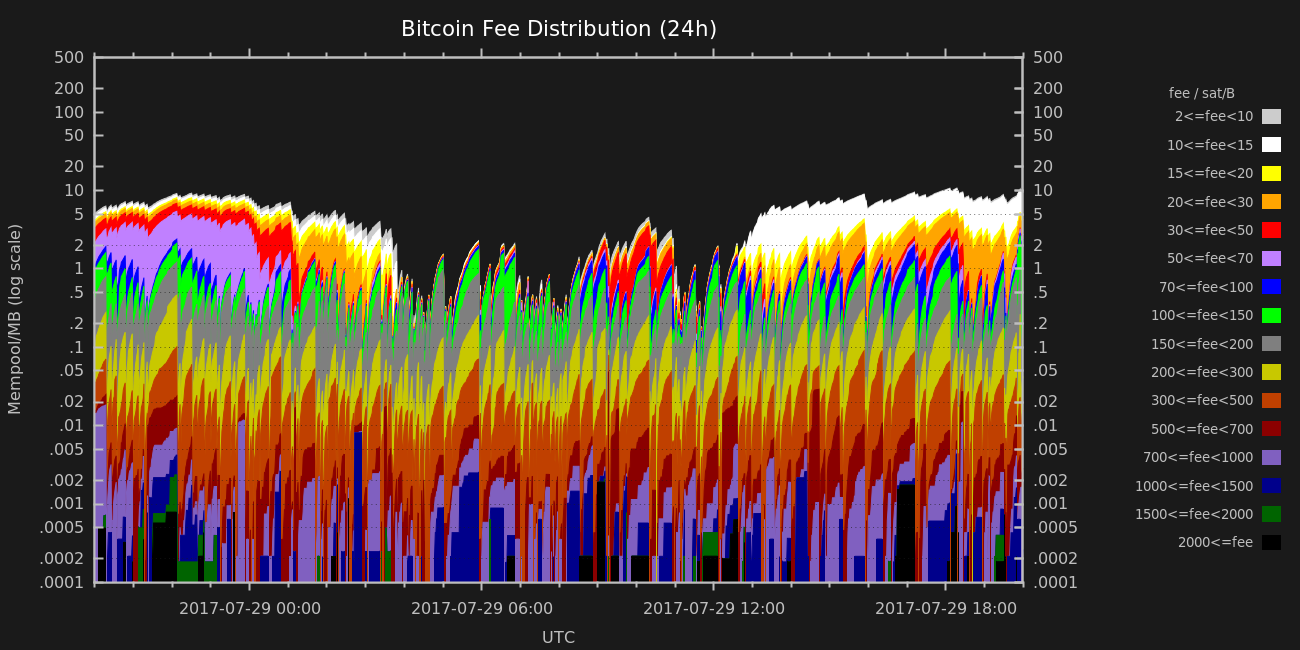 Bitcoin Fee Distribution (24h)
500
200
100
50
20
10
5
2
1
.5
.2
.1
.05
.02
.01
.005
.002
.001
.0005
.0002
.0001
Mempool/MB (log scale)
500
200
100
50
20
10
5
2
1
.5
.2
.1
.05
.02
.01
.005
.002
.001
.0005
.0002
.0001
2017-07-29 00:00
2017-07-29 06:00
2017-07-29 12:00
2017-07-29 18:00
UTC
fee / sat/B
2<=fee<10
10<=fee<15
15<=fee<20
20<=fee<30
30<=fee<50
50<=fee<70
70<=fee<100
100<=fee<150
150<=fee<200
200<=fee<300
300<=fee<500
500<=fee<700
700<=fee<1000
1000<=fee<1500
1500<=fee<2000
2000<=fee